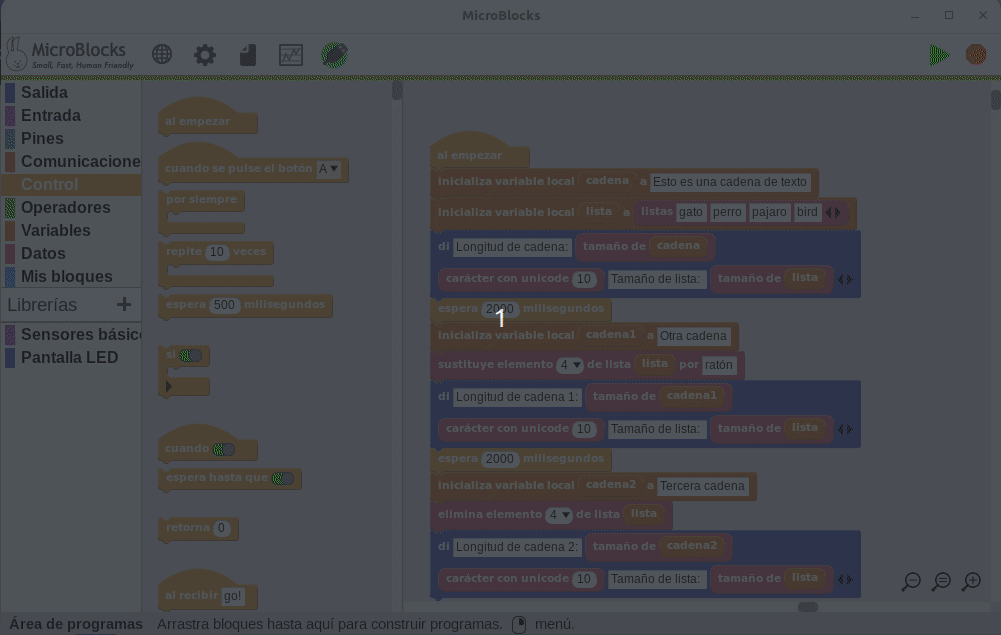 MicroBlocks
MicroBlocks
Small, Fast, Human Friendly
Salida
Entrada
Pines
Comunicacione
Control
Operadores
Variables
Datos
Mis bloques
Librerías +
Sensores básic
Pantalla LED
al empezar
cuando se pulse el botón A
por siempre
repite 10 veces
espera 500 milisegundos
si
cuando
espera hasta que
retorna 0
al recibir go!
al empezar
inicializa variable local cadena a Esto es una cadena de texto
inicializa variable local lista a listas gato perro pajaro bird
di Longitud de cadena: tamaño de cadena
carácter con unicode 10 Tamaño de lista: tamaño de lista
espera 2000 milisegundos
1
inicializa variable local cadena1 a Otra cadena
sustituye elemento 4 de lista lista por ratón
di Longitud de cadena 1: tamaño de cadena1
carácter con unicode 10 Tamaño de lista: tamaño de lista
espera 2000 milisegundos
inicializa variable local cadena2 a Tercera cadena
elimina elemento 4 de lista lista
di Longitud de cadena 2: tamaño de cadena2
carácter con unicode 10 Tamaño de lista: tamaño de lista
Área de programas Arrastra bloques hasta aquí para construir programas. menú.